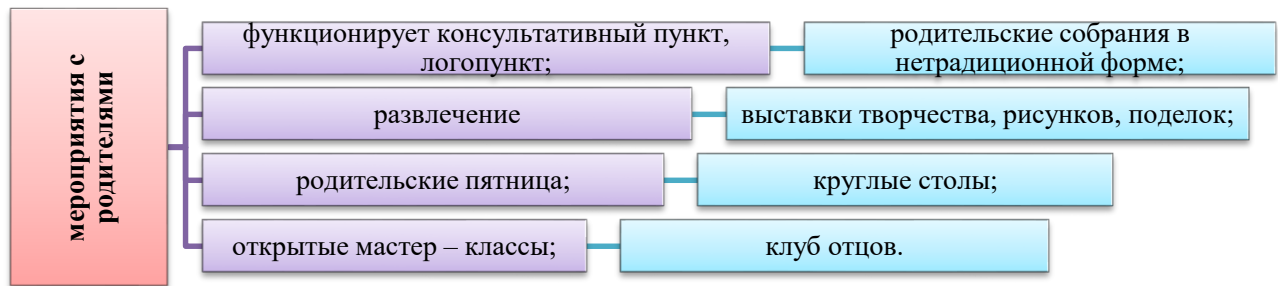 мероприятия с
родителями
функционирует консультативный пункт,
логопункт;
родительские собрания в
нетрадиционной форме;
развлечение
выставки творчества, рисунков, поделок;
родительские пятница;
круглые столы;
открытые мастер – классы;
клуб отцов.